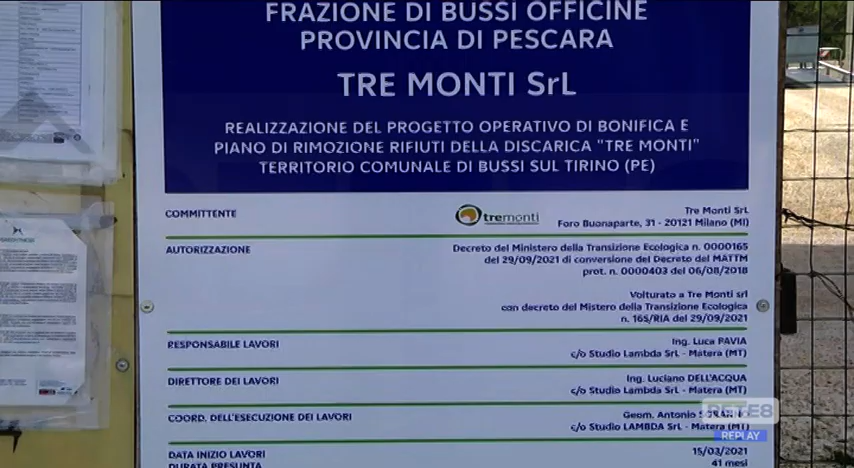 FRAZIONE DI BUSSI OFFICINE
PROVINCIA DI PESCARA
TRE MONTI SrL
REALIZZAZIONE DEL PROGETTO OPERATIVO DI BONIFICA E
PIANO DI RIMOZIONE RIFIUTI DELLA DISCARICA "TRE MONTI"
TERRITORIO COMUNALE DI BUSSI SUL TIRINO (PE)
COMMITTENTE
tremonti
Tre Monti SrL
Foro Buonaparte, 31 - 20121 Milano (MI)
AUTORIZZAZIONE
Decreto del Ministero della Transizione Ecologica n. 0000165
del 29/09/2021 di conversione del Decreto del MATTM
prot. n. 0000403 del 06/08/2018
Volturato a Tre Monti srl
con decreto del Mistero della Transizione Ecologica
n. 165/RIA del 29/09/2021
RESPONSABILE LAVORI
Ing. Luca PAVIA
c/o Studio Lambda SrL - Matera (MT)
DIRETTORE DEI LAVORI
Ing. Luciano DELL'ACQUA
c/o Studio Lambda SrL - Matera (MT)
COORD. DELL'ESECUZIONE DEI LAVORI
Geom. Antonio
c/o Studio LAMBDA SrL - Matera (MT)
RETE8
REPLAY
DATA INIZIO LAVORI
15/03/2021
DURATA PRESUNTA
41 mesi